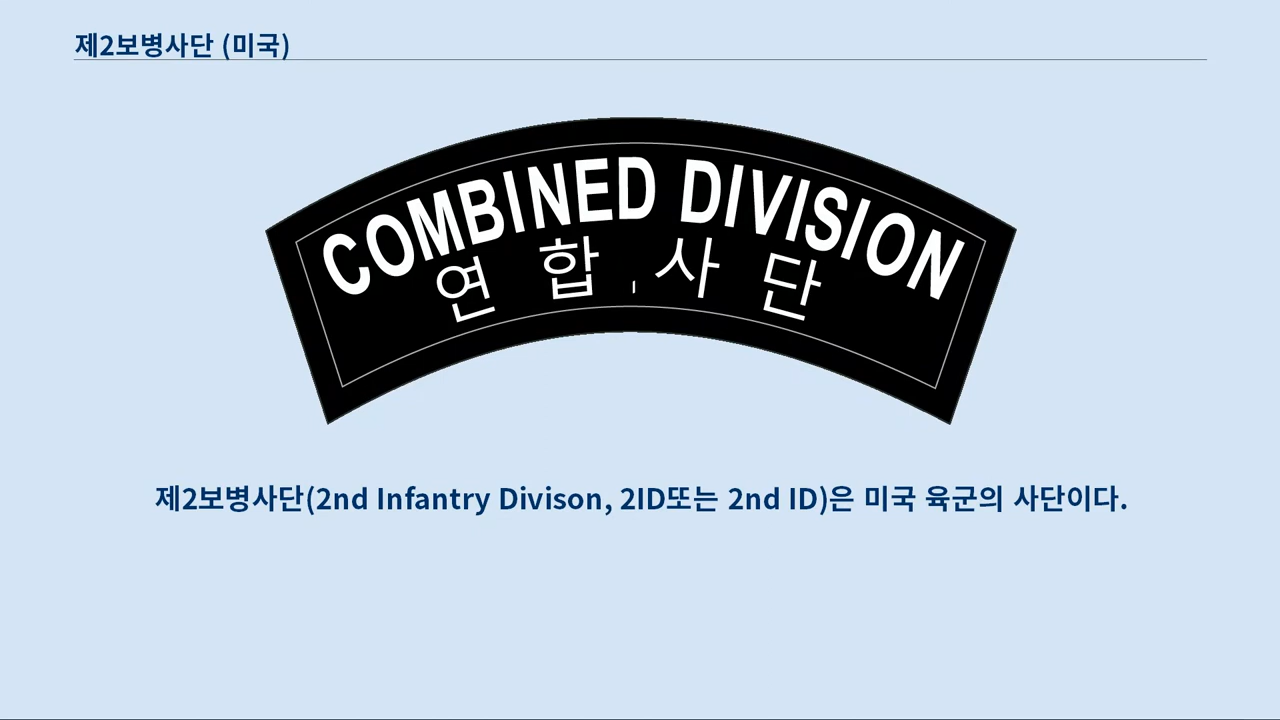 제2보병사단 (미국)
COMBINED DIVISION
연 합 사 단
제2보병사단(2nd Infantry Divison, 2ID또는 2nd ID)은 미국 육군의 사단이다.